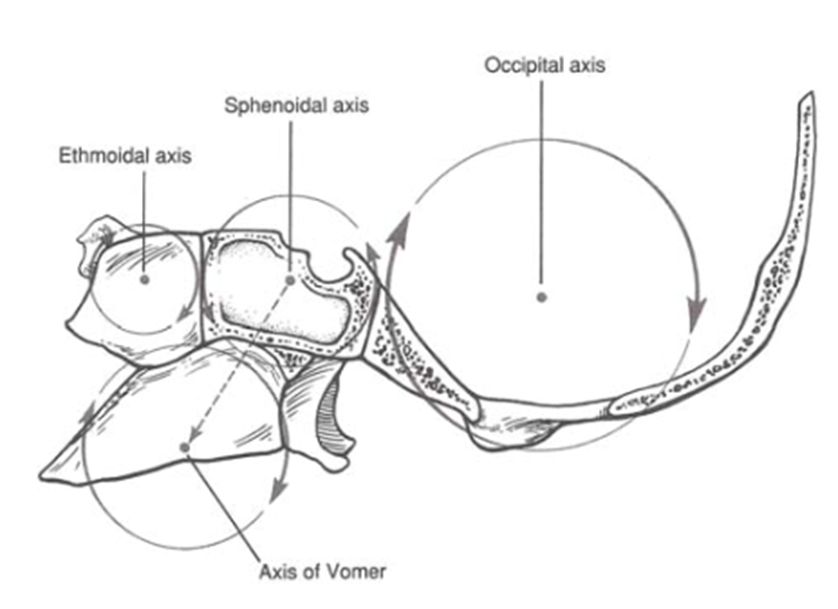 Occipital axis
Sphenoidal axis
Ethmoidal axis
Axis of Vomer